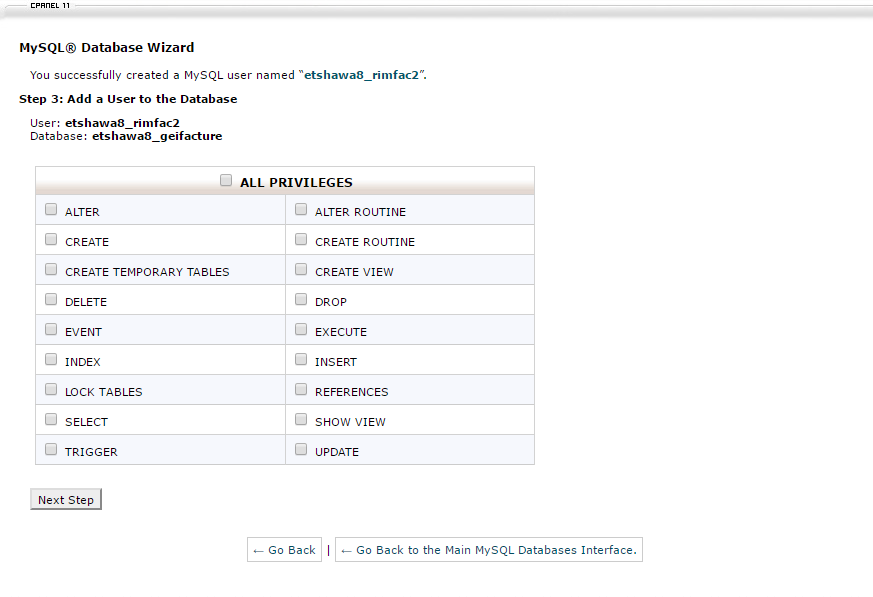 CPANEL 11
MySQL® Database Wizard
You successfully created a MySQL user named “etshawa8_rimfac2”.
Step 3: Add a User to the Database
User: etshawa8_rimfac2
Database: etshawa8_geifacture
ALL PRIVILEGES
ALTER ALTER ROUTINE
CREATE CREATE ROUTINE
CREATE TEMPORARY TABLES CREATE VIEW
DELETE DROP
EVENT EXECUTE
INDEX INSERT
LOCK TABLES REFERENCES
SELECT SHOW VIEW
TRIGGER UPDATE
Next Step
← Go Back | ← Go Back to the Main MySQL Databases Interface.